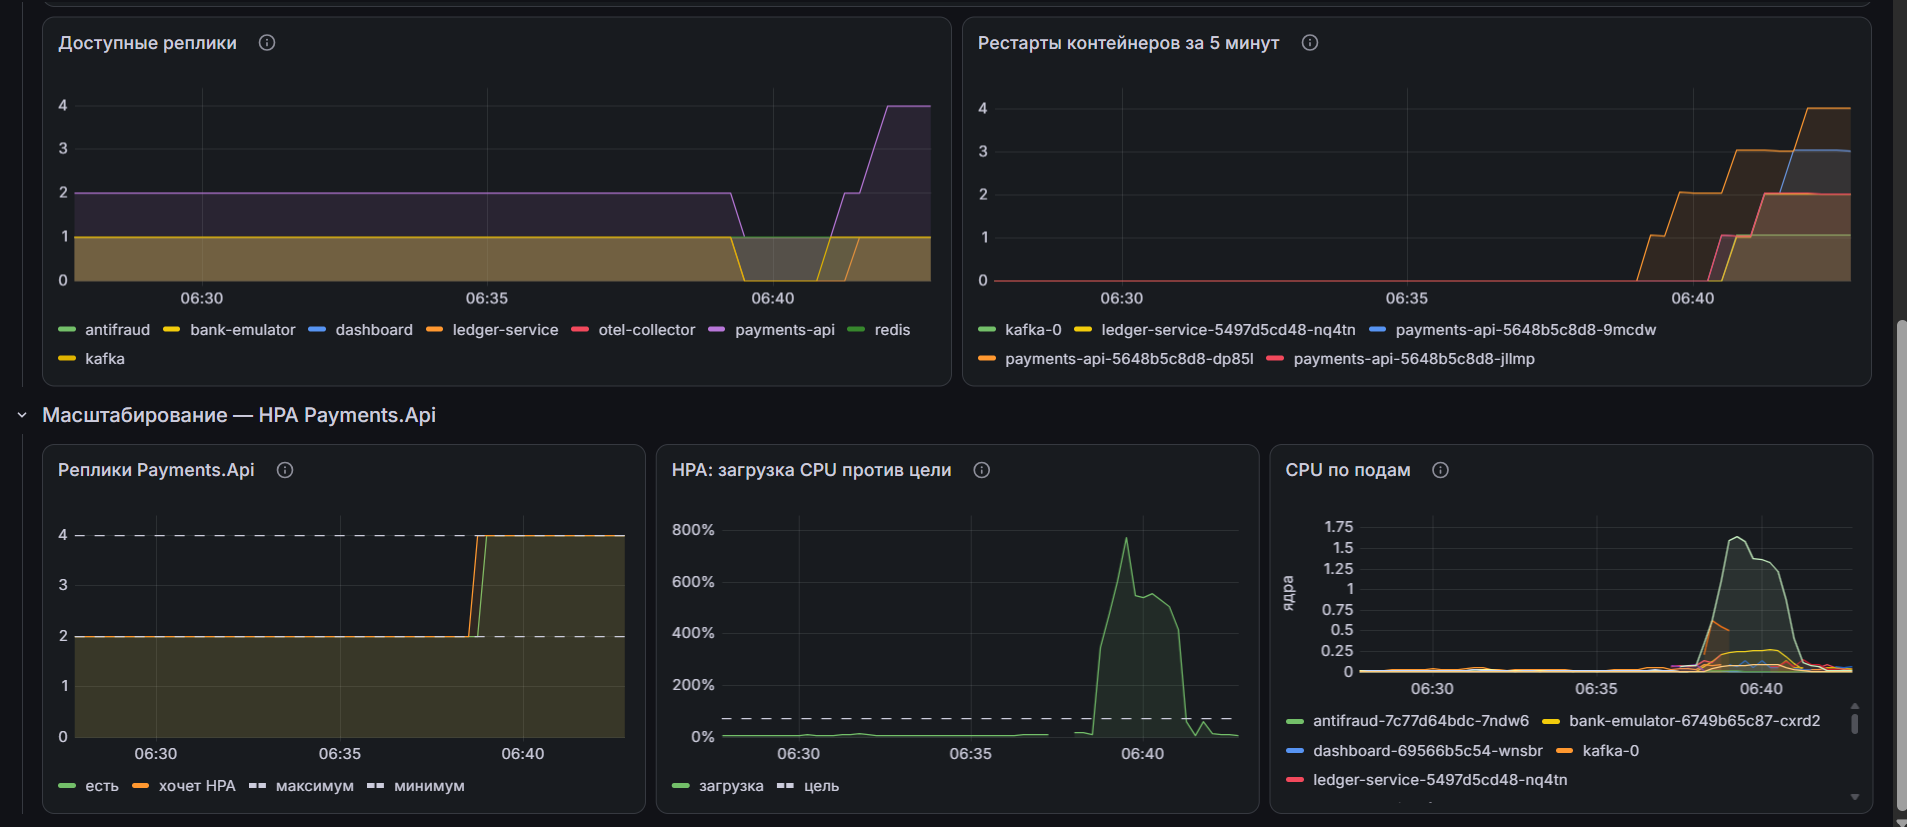 Доступные реплики
4
3
2
1
0
06:30 06:35 06:40
antifraud bank-emulator dashboard ledger-service otel-collector payments-api redis
kafka
Рестарты контейнеров за 5 минут
4
3
2
1
0
06:30 06:35 06:40
kafka-0 ledger-service-5497d5cd48-nq4tn payments-api-5648b5c8d8-9mcdw
payments-api-5648b5c8d8-dp85l payments-api-5648b5c8d8-jllmp
Масштабирование — HPA Payments.Api
Реплики Payments.Api
4
3
2
1
0
06:30 06:35 06:40
есть хочет HPA максимум минимум
HPA: загрузка CPU против цели
800%
600%
400%
200%
0%
06:30 06:35 06:40
загрузка цель
CPU по подам
ядра
1.75
1.5
1.25
1
0.75
0.5
0.25
0
06:30 06:35 06:40
antifraud-7c77d64bdc-7ndw6 bank-emulator-6749b65c87-cxrd2
dashboard-69566b5c54-wnsbr kafka-0
ledger-service-5497d5cd48-nq4tn